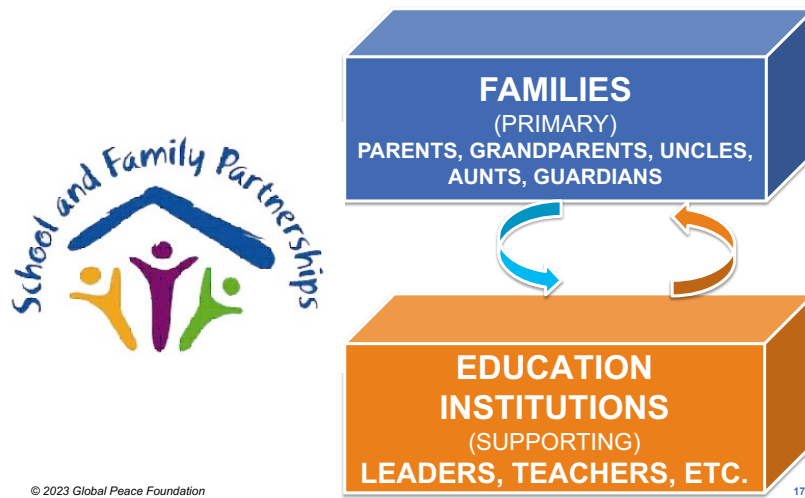 School and Family Partnerships
FAMILIES
(PRIMARY)
PARENTS, GRANDPARENTS, UNCLES,
AUNTS, GUARDIANS
EDUCATION
INSTITUTIONS
(SUPPORTING)
LEADERS, TEACHERS, ETC.
© 2023 Global Peace Foundation
17